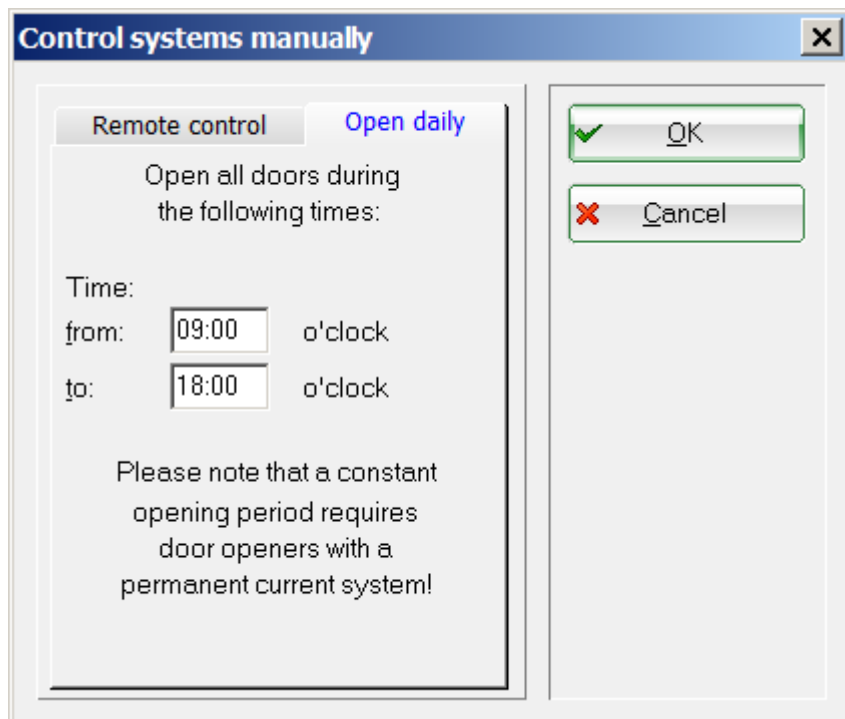 Control systems manually
Remote control
Open daily
Open all doors during
the following times:
Time:
from: 09:00 o'clock
to: 18:00 o'clock
Please note that a constant
opening period requires
door openers with a
permanent current system!
OK
Cancel